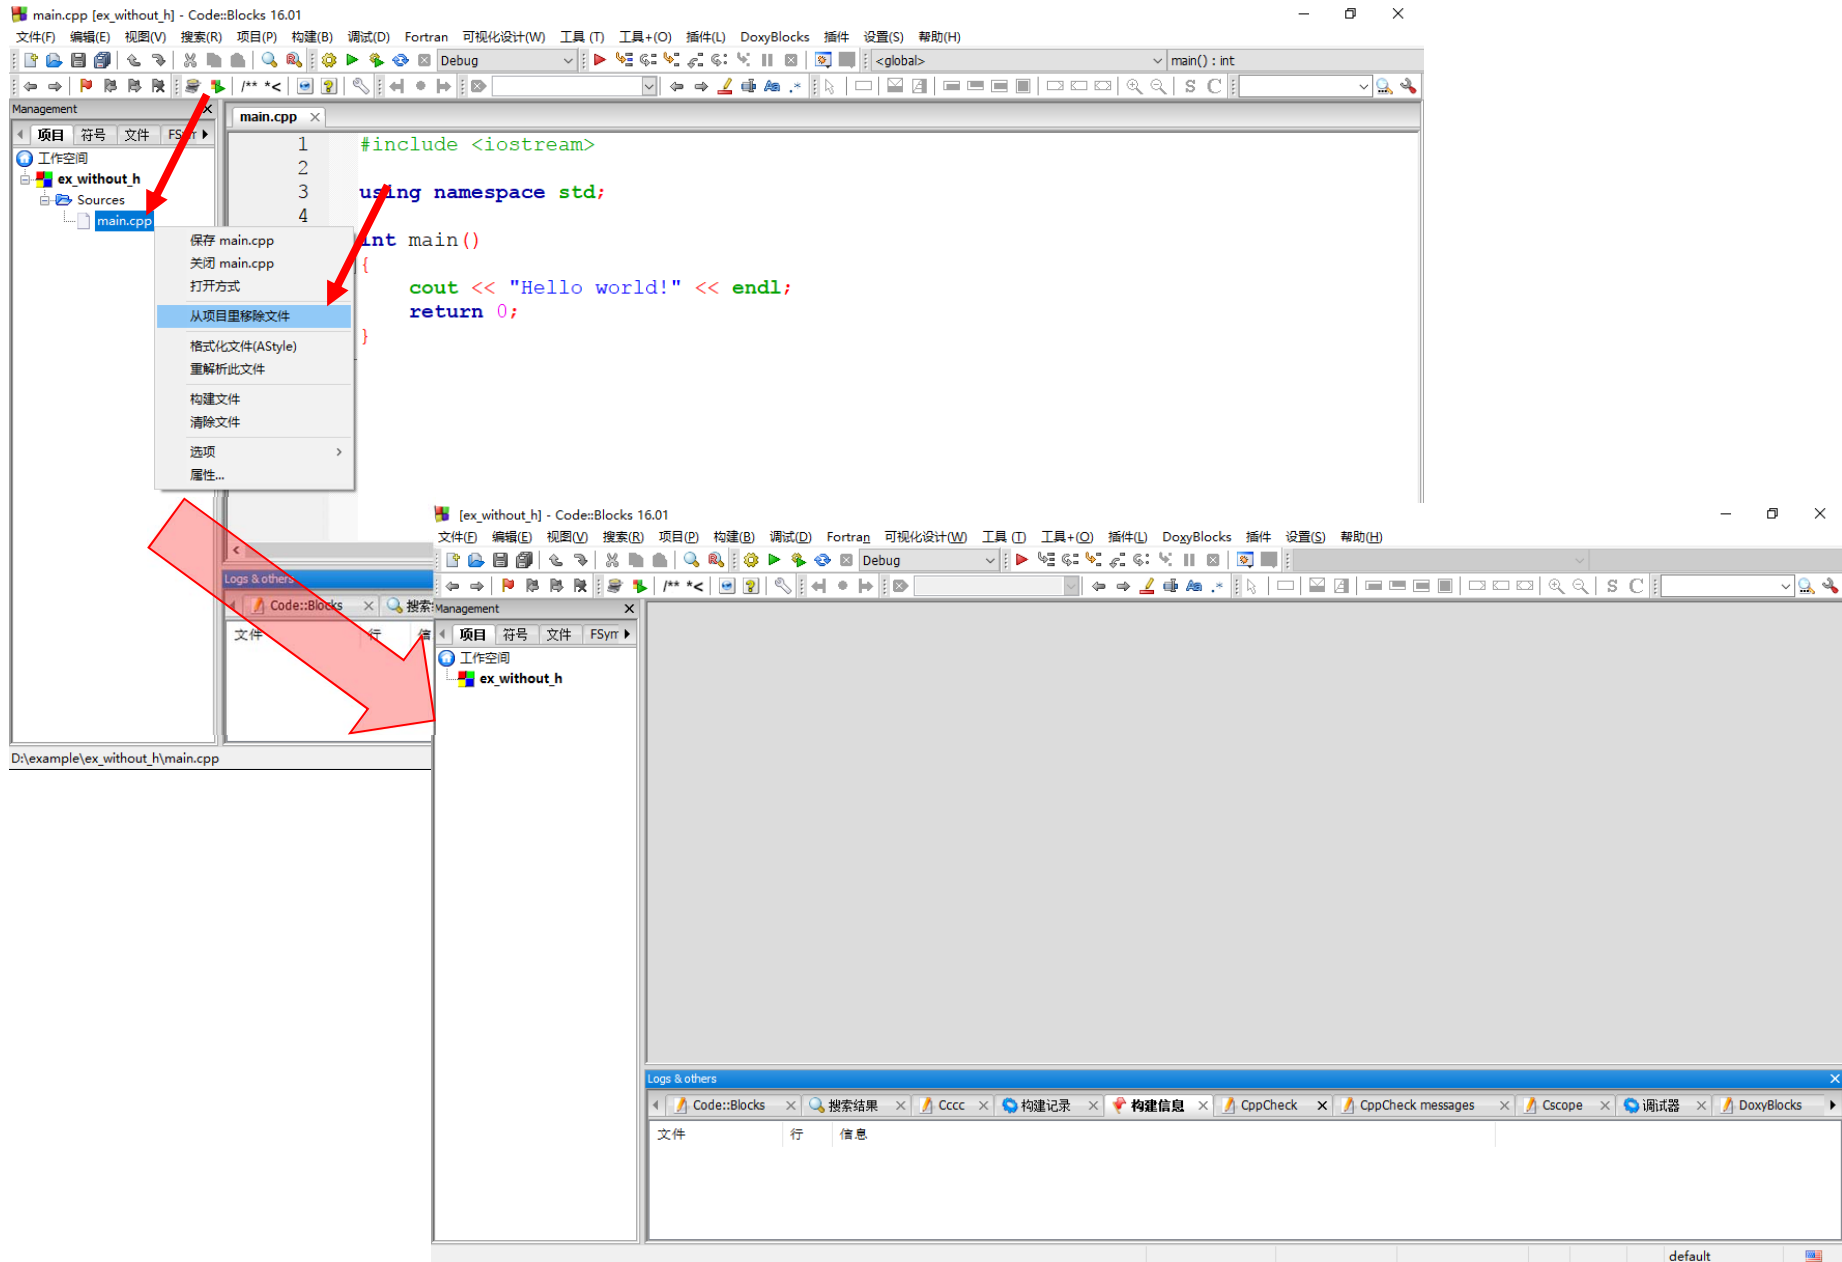 main.cpp [ex_without_h] - Code::Blocks 16.01
文件(F) 编辑(E) 视图(V) 搜索(R) 项目(P) 构建(B) 调试(D) Fortran 可视化设计(W) 工具 (T) 工具+(O) 插件(L) DoxyBlocks 插件 设置(S) 帮助(H)
Debug <global> main() : int
/** *<
S C
Management
项目 符号 文件
main.cpp
工作空间
ex_without_h
Sources
main.cpp
1 #include <iostream>
2
3 using namespace std;
4
int main()
{
cout << "Hello world!" << endl;
return 0;
}
保存 main.cpp
关闭 main.cpp
打开方式
从项目里移除文件
格式化文件(AStyle)
重解析此文件
构建文件
清除文件
选项
属性...
Logs & others
Code::Blocks 搜索
文件 行 信
D:\example\ex_without_h\main.cpp
[ex_without_h] - Code::Blocks 16.01
文件(F) 编辑(E) 视图(V) 搜索(R) 项目(P) 构建(B) 调试(D) Fortran 可视化设计(W) 工具 (T) 工具+(O) 插件(L) DoxyBlocks 插件 设置(S) 帮助(H)
Debug
/** *<
S C
Management
项目 符号 文件 FSym
工作空间
ex_without_h
Logs & others
Code::Blocks 搜索结果 Cccc 构建记录 构建信息 CppCheck CppCheck messages Cscope 调试器 DoxyBlocks
文件 行 信息
default